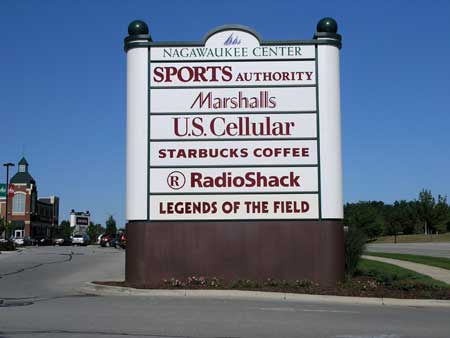 NAGAWAUKEE CENTER
SPORTS AUTHORITY
Marshalls
U.S. Cellular
STARBUCKS COFFEE
® RadioShack
LEGENDS OF THE FIELD